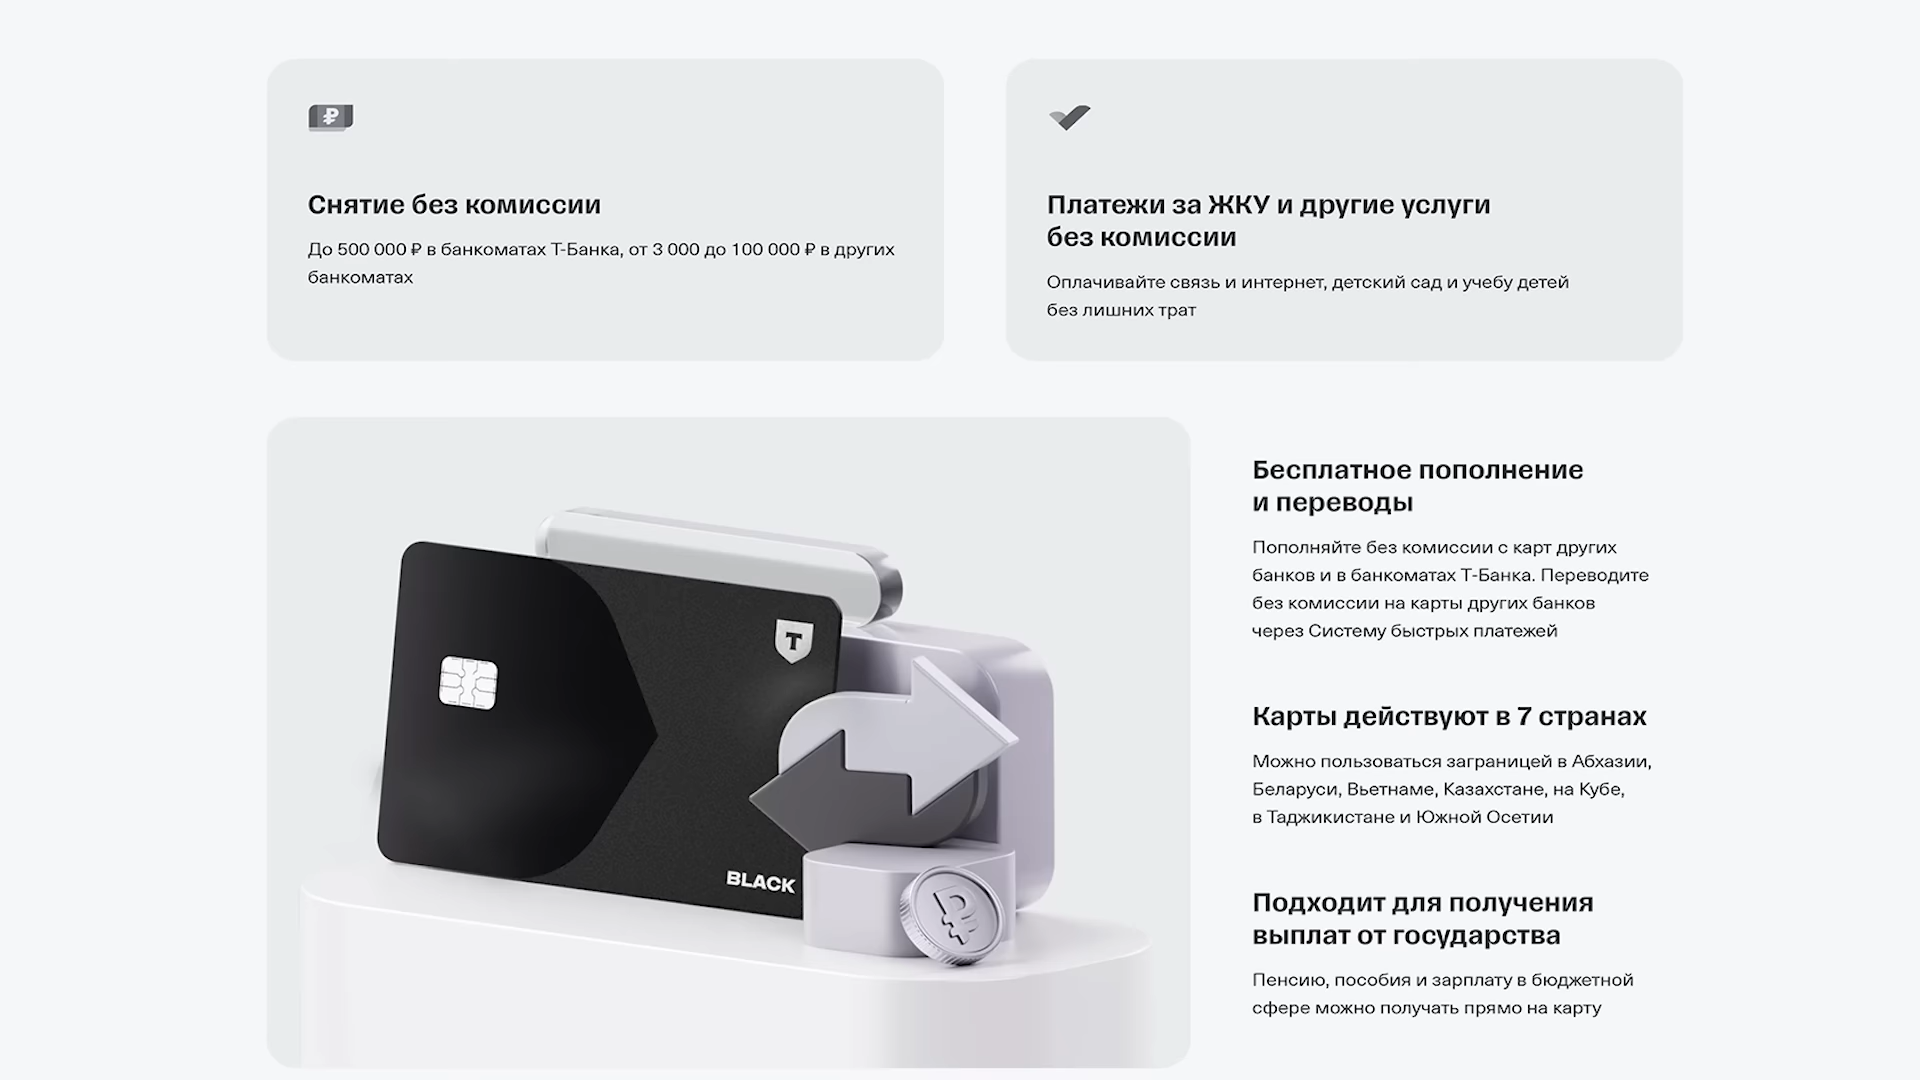 Снятие без комиссии
До 500 000 ₽ в банкоматах Т-Банка, от 3 000 до 100 000 ₽ в других
банкоматах
Платежи за ЖКУ и другие услуги
без комиссии
Оплачивайте связь и интернет, детский сад и учебу детей
без лишних трат
Т
BLACK
Бесплатное пополнение
и переводы
Пополняйте без комиссии с карт других
банков и в банкоматах Т-Банка. Переводите
без комиссии на карты других банков
через Систему быстрых платежей
Карты действуют в 7 странах
Можно пользоваться заграницей в Абхазии,
Беларуси, Вьетнаме, Казахстане, на Кубе,
в Таджикистане и Южной Осетии
Подходит для получения
выплат от государства
Пенсию, пособия и зарплату в бюджетной
сфере можно получать прямо на карту